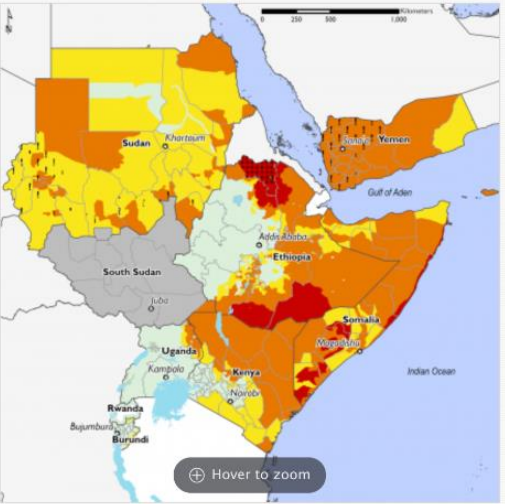 Kilometers
0 250 500 1,000
Sudan
Khartoum
Sana'a
Yemen
Gulf of Aden
Addis Ababa
Ethiopia
South Sudan
Juba
Somalia
Mogadishu
Uganda
Kampala
Kenya
Nairobi
Indian Ocean
Rwanda
Bujumbura
Burundi
Hover to zoom